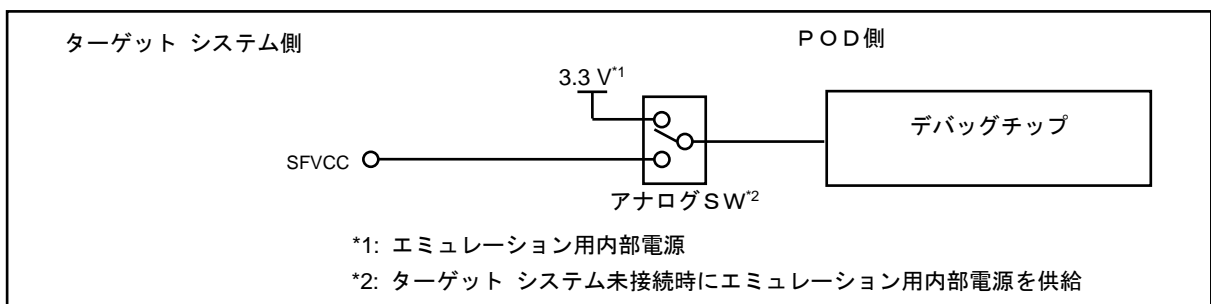 ターゲット システム側
ＰＯＤ側
3.3 V*1
デバッグチップ
SFVCC
アナログＳＷ*2
*1: エミュレーション用内部電源
*2: ターゲット システム未接続時にエミュレーション用内部電源を供給